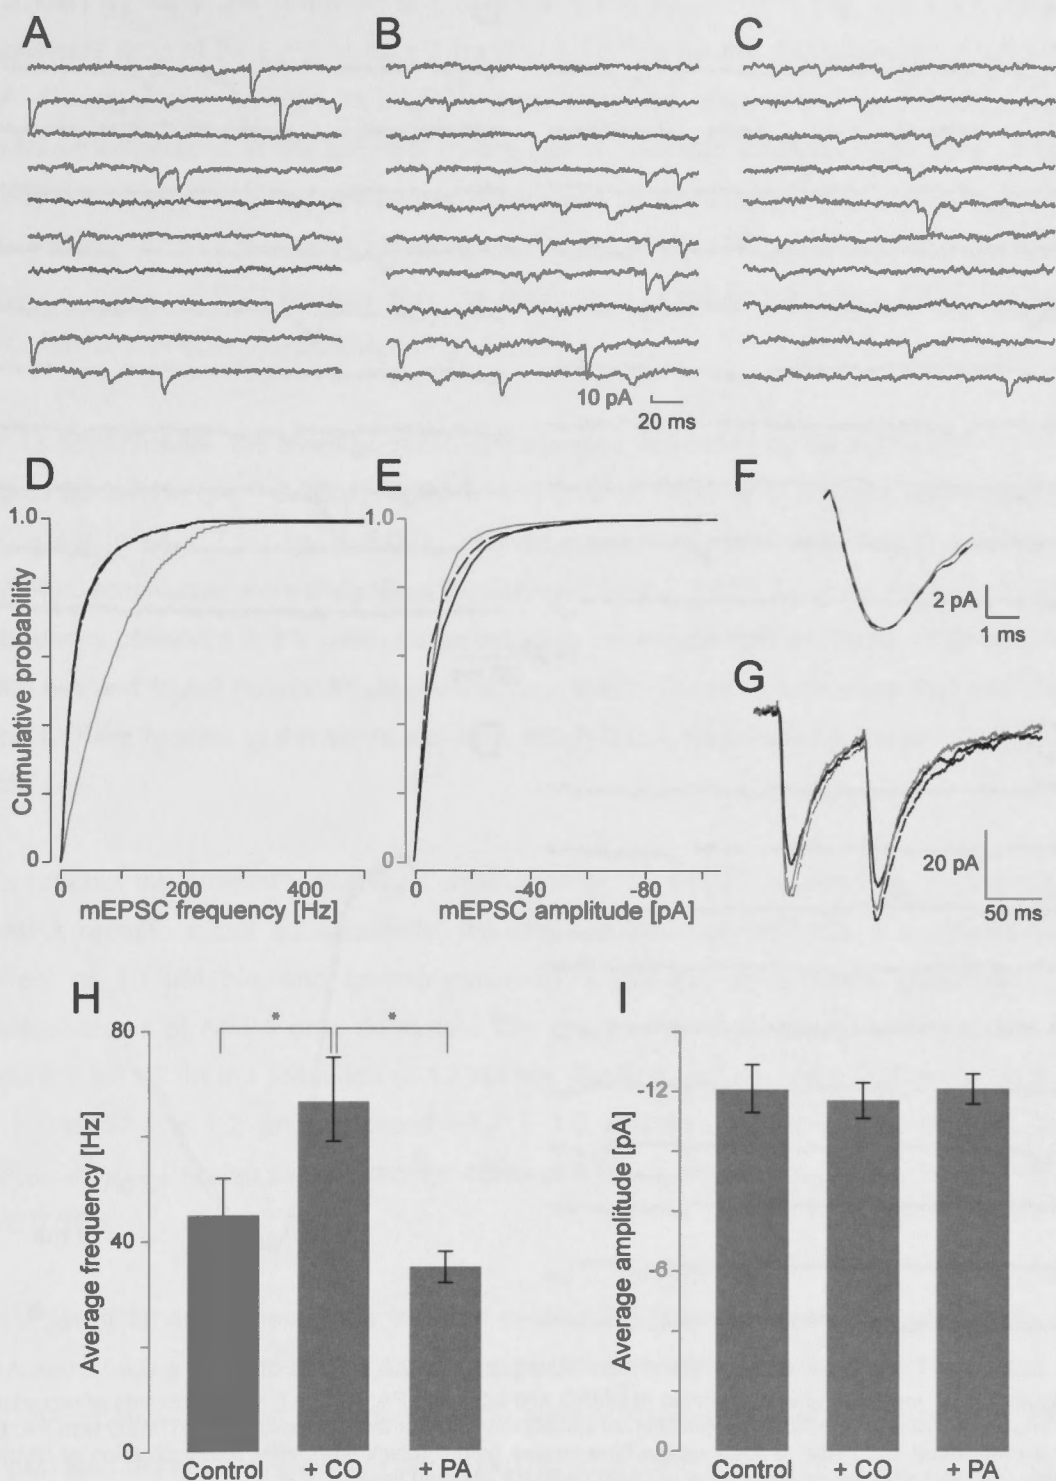 A
B
C
10 pA
20 ms
D
1.0
Cumulative probability
0
0
200
400
mEPSC frequency [Hz]
E
1.0
0
0
-40
-80
mEPSC amplitude [pA]
F
2 pA
1 ms
G
20 pA
50 ms
H
80
*
*
40
0
Average frequency [Hz]
Control
+ CO
+ PA
I
-12
-6
0
Average amplitude [pA]
Control
+ CO
+ PA